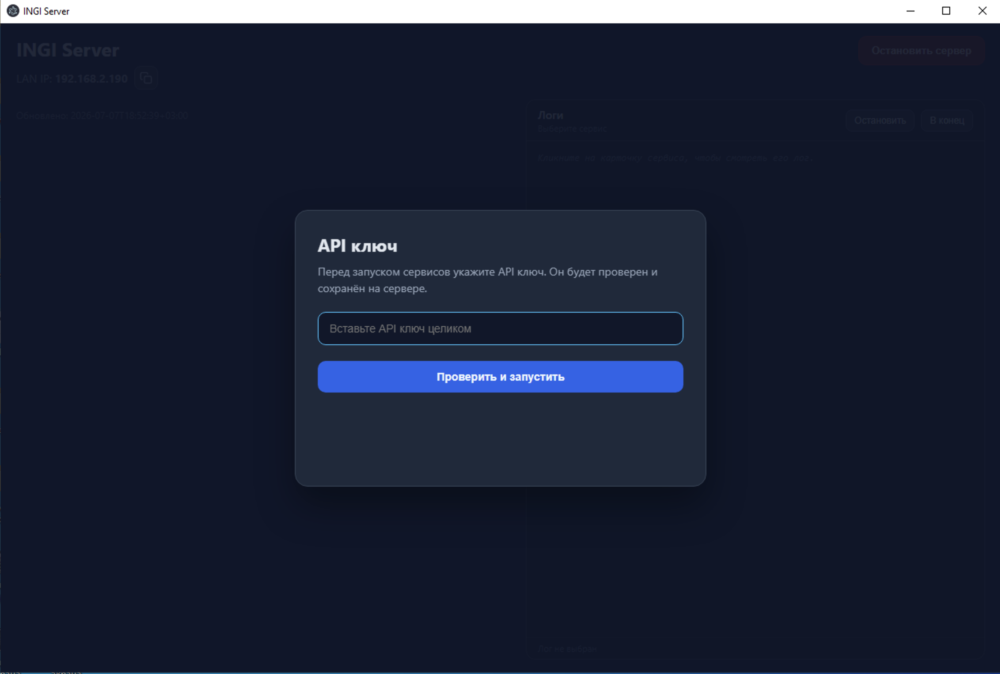 INGI Server
INGI Server
Остановить сервер
LAN IP: 192.168.2.190
Обновлено: 2026-07-07T18:52:39+03:00
Логи
Выберите сервис
Остановить
В конец
Кликните на карточку сервиса, чтобы смотреть его лог.
API ключ
Перед запуском сервисов укажите API ключ. Он будет проверен и
сохранён на сервере.
Вставьте API ключ целиком
Проверить и запустить
Лог не выбран